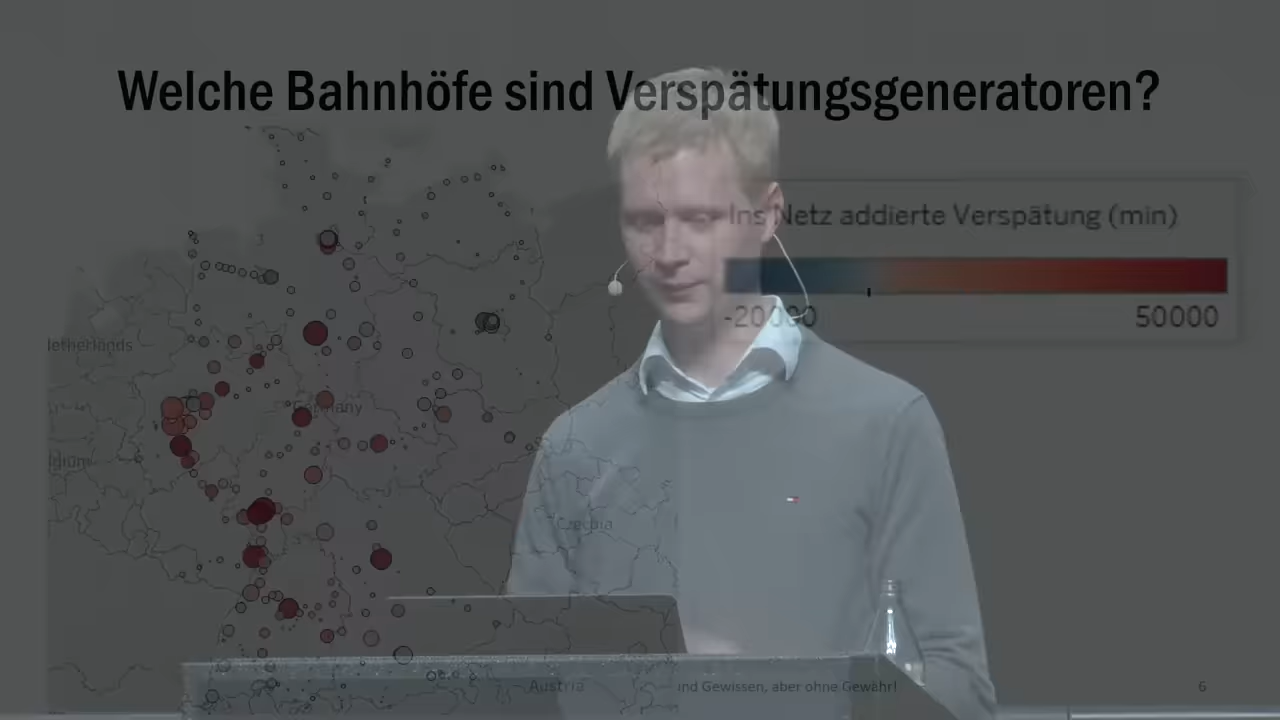 Welche Bahnhöfe sind Verspätungsgeneratoren?
Ins Netz addierte Verspätung (min)
-20000
50000
Netherlands
Germany
Czechia
Austria
ind Gewissen, aber ohne Gewähr!
6